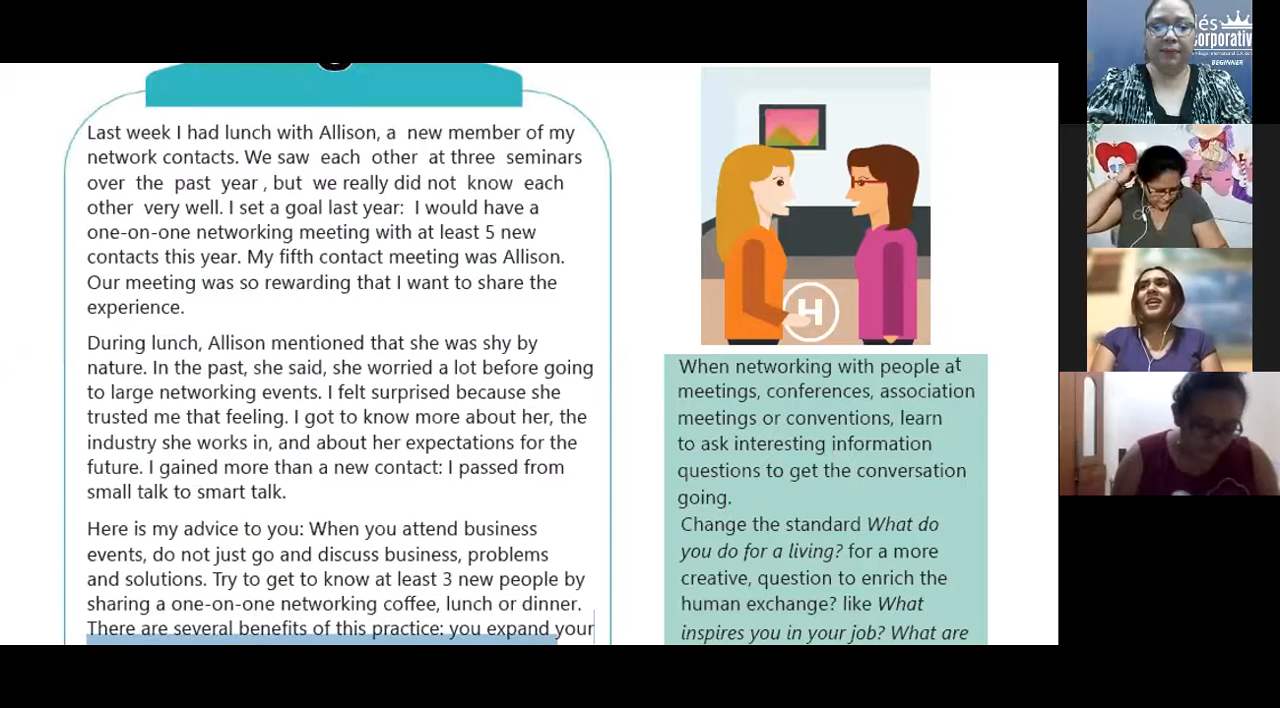 Last week I had lunch with Allison, a new member of my
network contacts. We saw each other at three seminars
over the past year , but we really did not know each
other very well. I set a goal last year: I would have a
one-on-one networking meeting with at least 5 new
contacts this year. My fifth contact meeting was Allison.
Our meeting was so rewarding that I want to share the
experience.
During lunch, Allison mentioned that she was shy by
nature. In the past, she said, she worried a lot before going
to large networking events. I felt surprised because she
trusted me that feeling. I got to know more about her, the
industry she works in, and about her expectations for the
future. I gained more than a new contact: I passed from
small talk to smart talk.
Here is my advice to you: When you attend business
events, do not just go and discuss business, problems
and solutions. Try to get to know at least 3 new people by
sharing a one-on-one networking coffee, lunch or dinner.
There are several benefits of this practice: you expand your
H
When networking with people at
meetings, conferences, association
meetings or conventions, learn
to ask interesting information
questions to get the conversation
going.
Change the standard What do
you do for a living? for a more
creative, question to enrich the
human exchange? like What
inspires you in your job? What are
lés
corporativ
BEGINNER